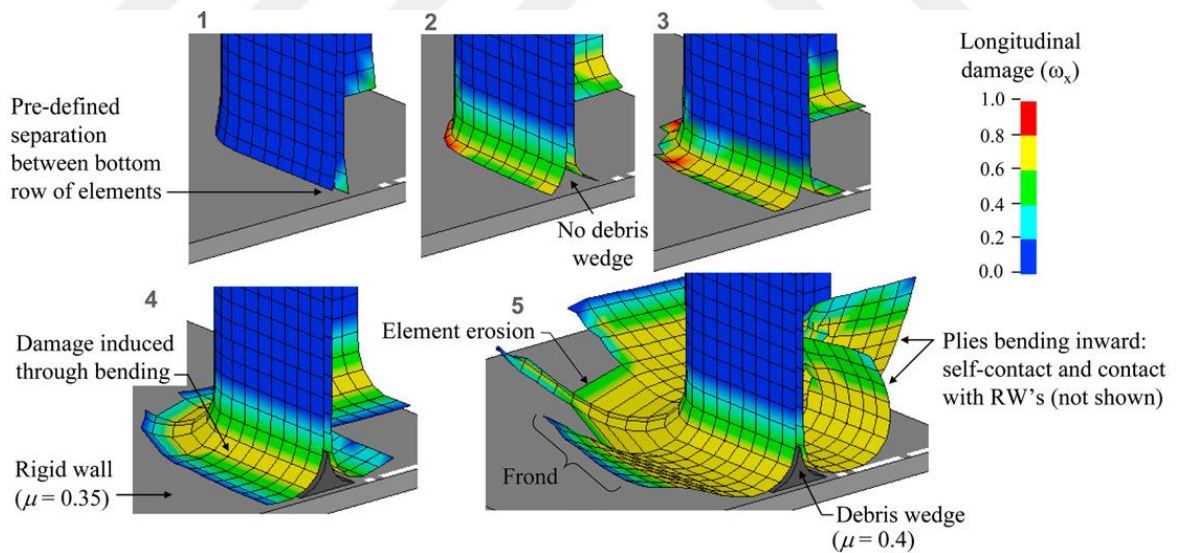 1
2
3
Longitudinal
damage (ωx)
1.0
0.8
0.6
0.4
0.2
0.0
Pre-defined
separation
between bottom
row of elements
No debris
wedge
4
5
Damage induced
through bending
Element erosion
Plies bending inward:
self-contact and contact
with RW's (not shown)
Rigid wall
(μ = 0.35)
Frond
Debris wedge
(μ = 0.4)